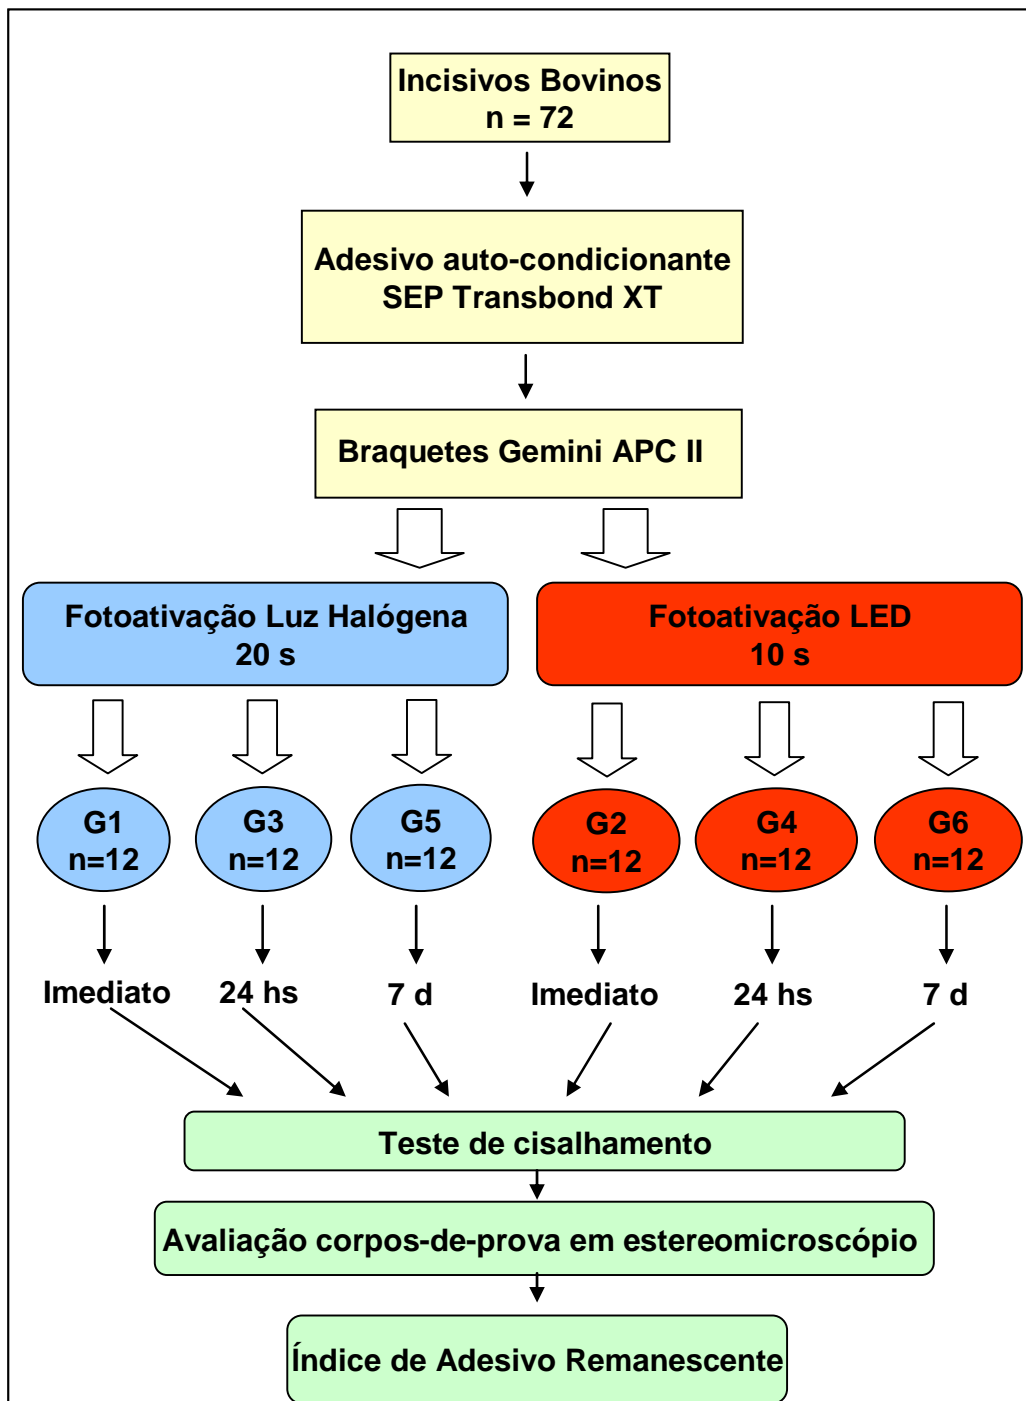 Incisivos Bovinos
n = 72
Adesivo auto-condicionante
SEP Transbond XT
Braquetes Gemini APC II
Fotoativação Luz Halógena
20 s
Fotoativação LED
10 s
G1
n=12
G3
n=12
G5
n=12
G2
n=12
G4
n=12
G6
n=12
Imediato
24 hs
7 d
Imediato
24 hs
7 d
Teste de cisalhamento
Avaliação corpos-de-prova em estereomicroscópio
Índice de Adesivo Remanescente